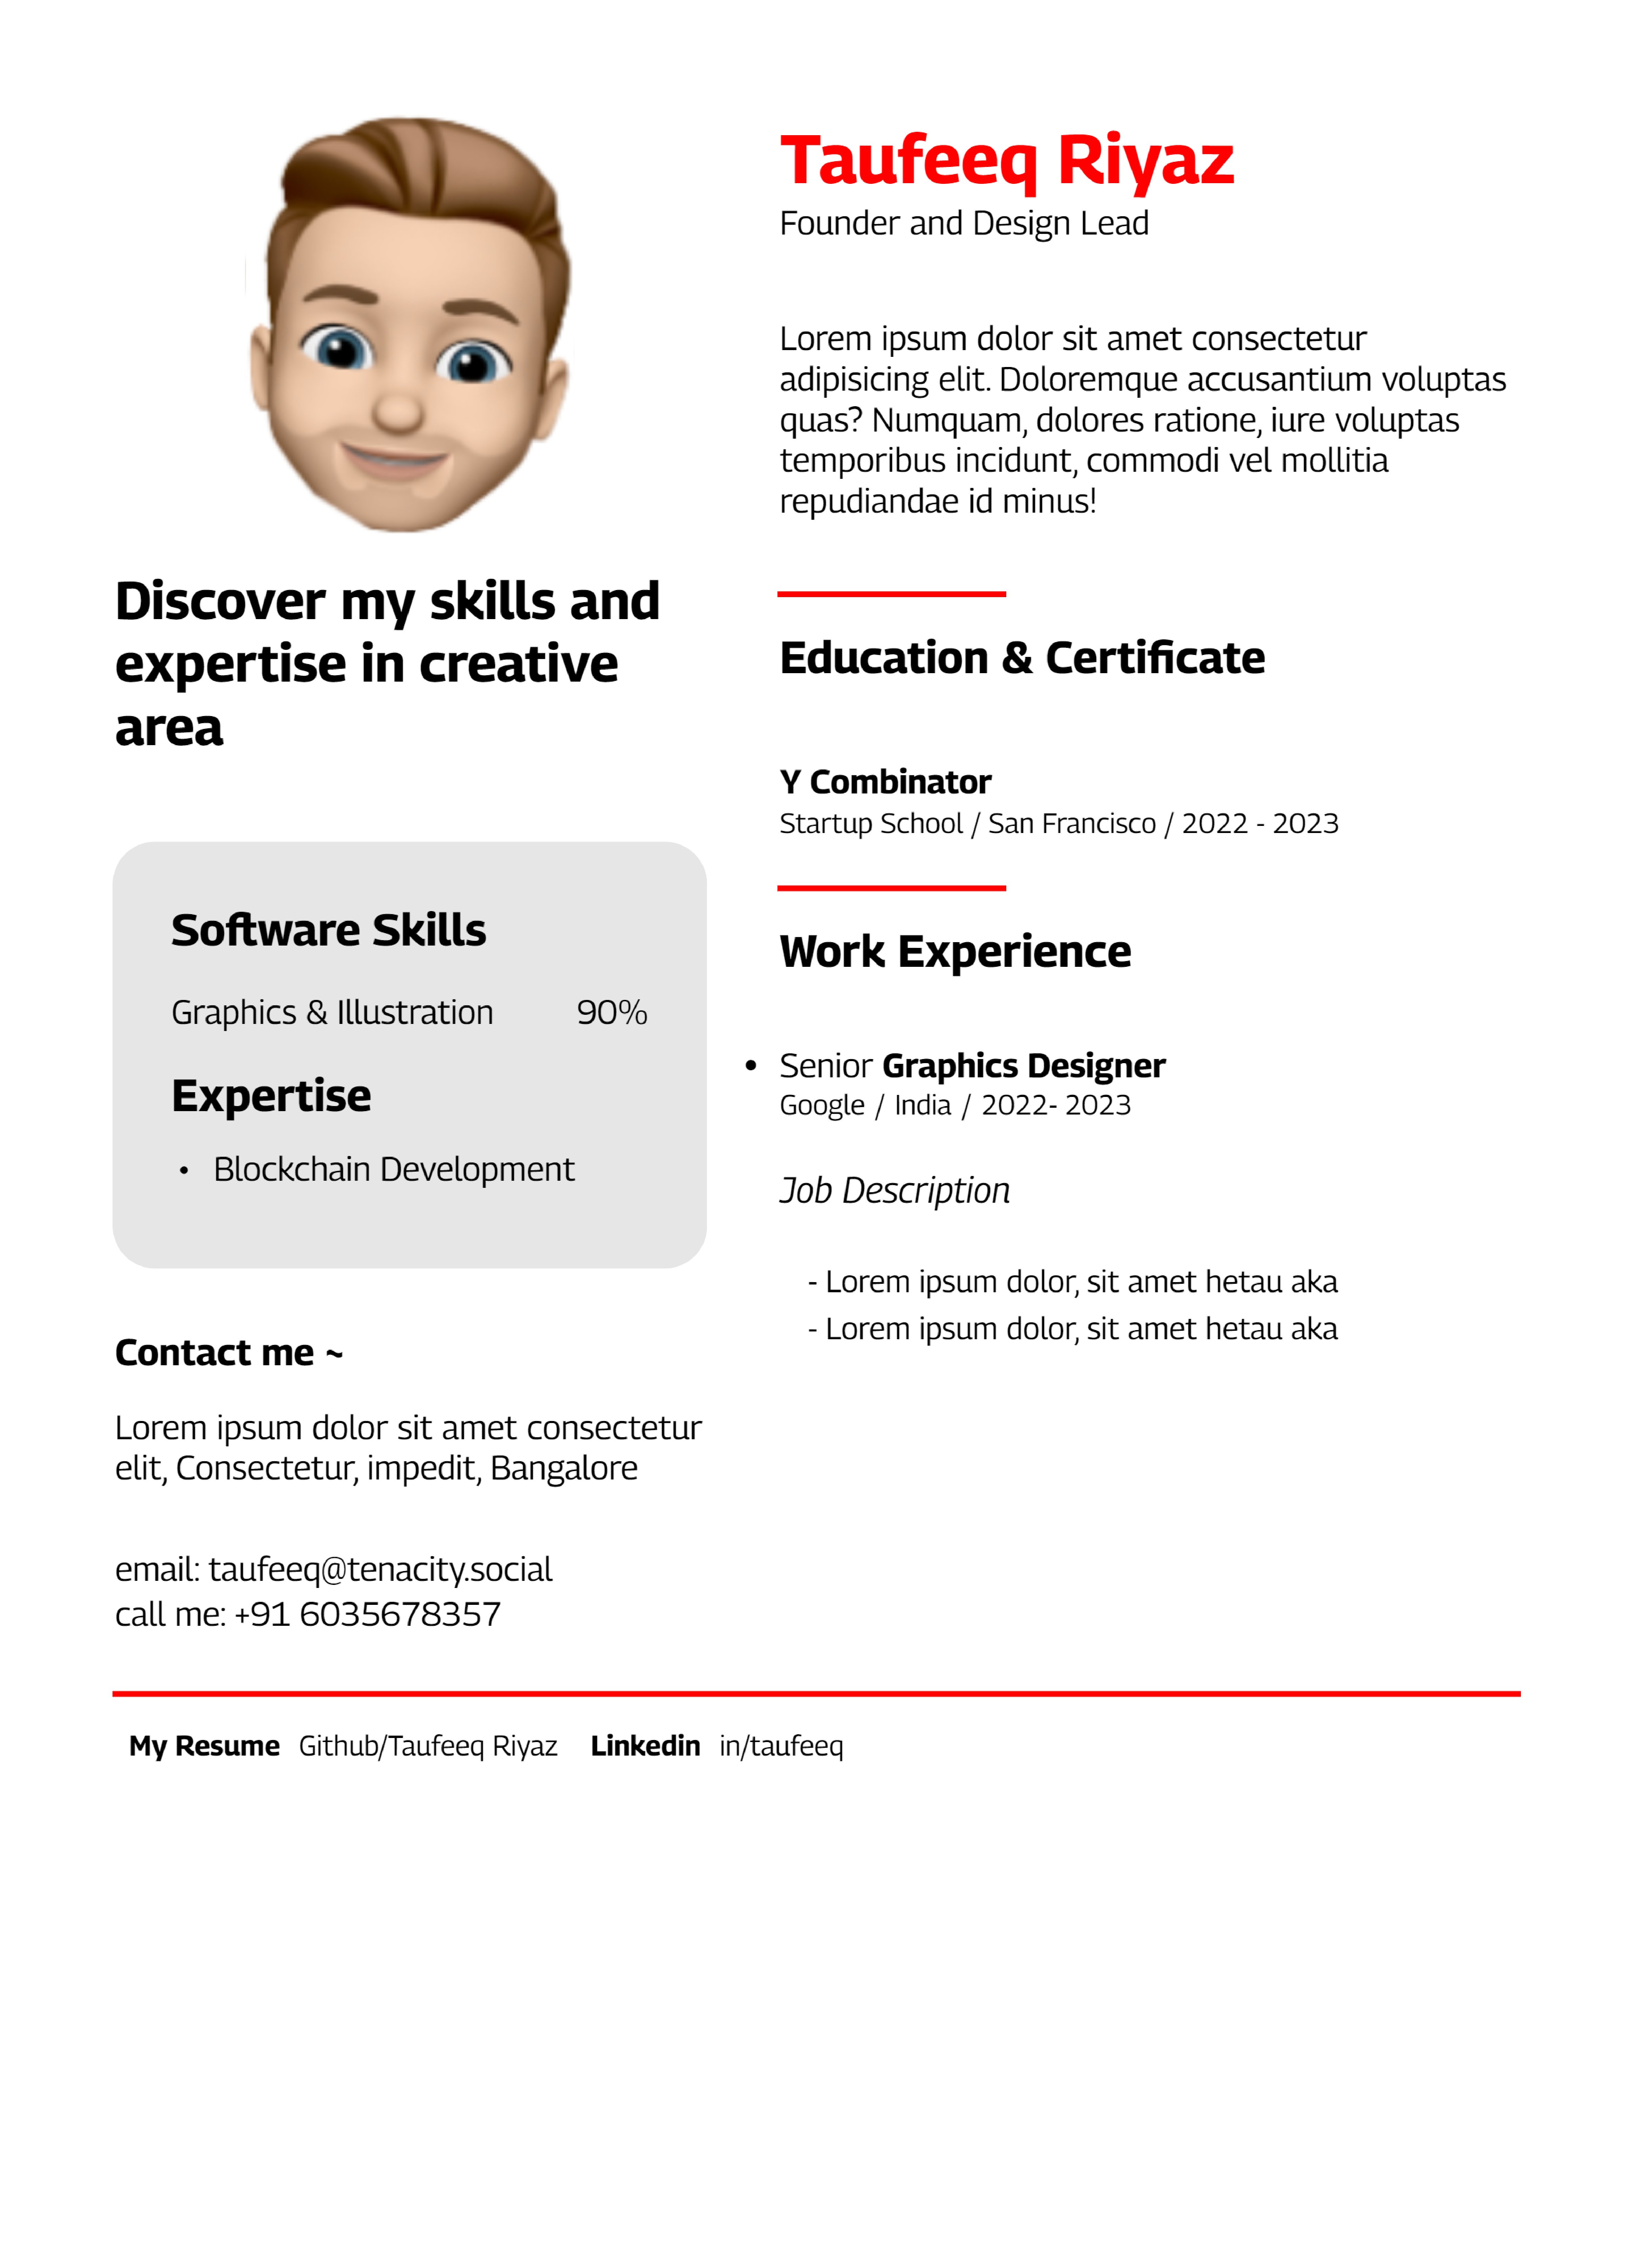 Taufeeq Riyaz
Founder and Design Lead
Lorem ipsum dolor sit amet consectetur
adipisicing elit. Doloremque accusantium voluptas
quas? Numquam, dolores ratione, iure voluptas
temporibus incidunt, commodi vel mollitia
repudiandae id minus!
Discover my skills and
expertise in creative
area
Software Skills
Graphics & Illustration 90%
Expertise
• Blockchain Development
Contact me ~
Lorem ipsum dolor sit amet consectetur
elit, Consectetur, impedit, Bangalore
email: taufeeq@tenacity.social
call me: +91 6035678357
Education & Certificate
Y Combinator
Startup School / San Francisco / 2022 - 2023
Work Experience
• Senior Graphics Designer
Google / India / 2022- 2023
Job Description
- Lorem ipsum dolor, sit amet hetau aka
- Lorem ipsum dolor, sit amet hetau aka
My Resume Github/Taufeeq Riyaz Linkedin in/taufeeq